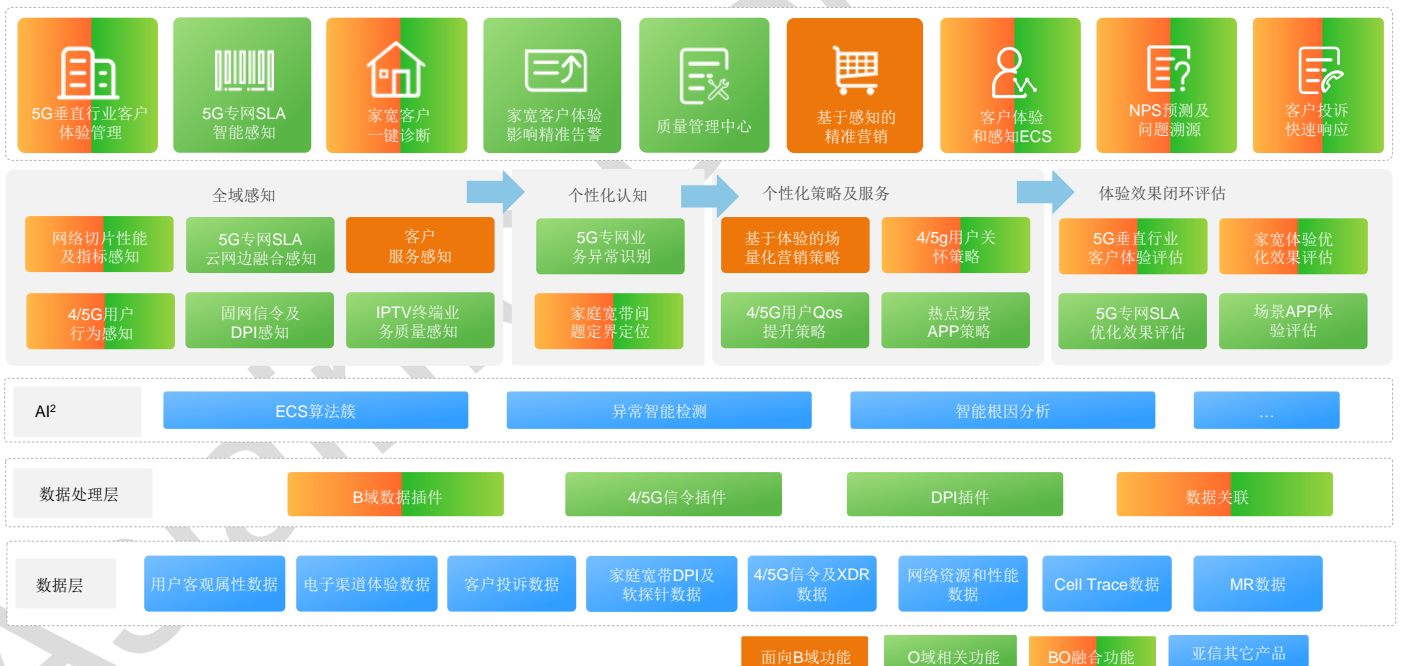 5G垂直行业客户
体验管理
5G专网SLA
智能感知
家宽客户
一键诊断
家宽客户体验
影响精准告警
质量管理中心
基于感知的
精准营销
客户体验
和感知ECS
NPS预测及
问题溯源
客户投诉
快速响应
全域感知
个性化认知
个性化策略及服务
体验效果闭环评估
网络切片性能
及指标感知
5G专网SLA
云网边融合感知
客户
服务感知
5G专网业
务异常识别
基于体验的场
量化营销策略
4/5g用户关
怀策略
5G垂直行业
客户体验评估
家宽体验优
化效果评估
4/5G用户
行为感知
固网信令及
DPI感知
IPTV终端业
务质量感知
家庭宽带问
题定界定位
4/5G用户Qos
提升策略
热点场景
APP策略
5G专网SLA
优化效果评估
场景APP体
验评估
AI²
ECS算法簇
异常智能检测
智能根因分析
…
数据处理层
B域数据插件
4/5G信令插件
DPI插件
数据关联
数据层
用户客观属性数据
电子渠道体验数据
客户投诉数据
家庭宽带DPI及
软探针数据
4/5G信令及XDR
数据
网络资源和性能
数据
Cell Trace数据
MR数据
面向B域功能
O域相关功能
BO融合功能
亚信其它产品